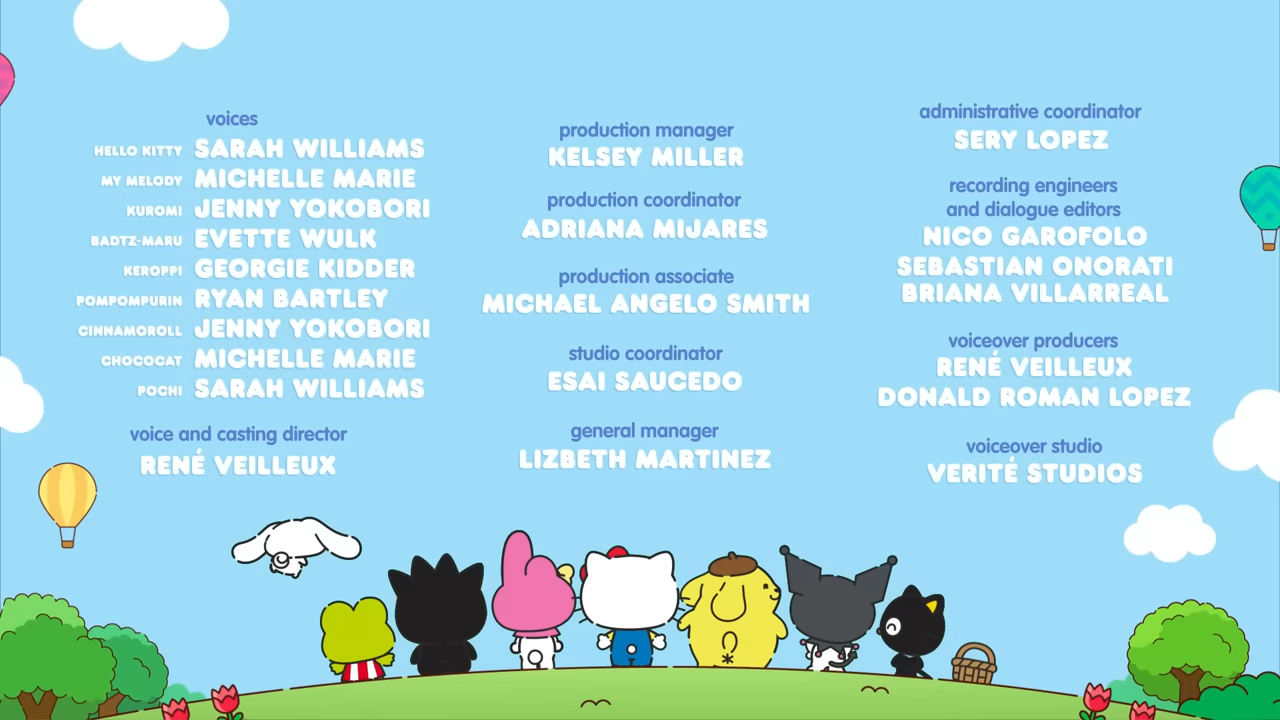 voices
HELLO KITTY SARAH WILLIAMS
MY MELODY MICHELLE MARIE
KUROMI JENNY YOKOBORI
BADTZ-MARU EVETTE WULK
KEROPPI GEORGIE KIDDER
POMPOMPURIN RYAN BARTLEY
CINNAMOROLL JENNY YOKOBORI
CHOCOCAT MICHELLE MARIE
POCHI SARAH WILLIAMS
voice and casting director
RENÉ VEILLEUX
production manager
KELSEY MILLER
production coordinator
ADRIANA MIJARES
production associate
MICHAEL ANGELO SMITH
studio coordinator
ESAI SAUCEDO
general manager
LIZBETH MARTINEZ
administrative coordinator
SERY LOPEZ
recording engineers
and dialogue editors
NICO GAROFOLO
SEBASTIAN ONORATI
BRIANA VILLARREAL
voiceover producers
RENÉ VEILLEUX
DONALD ROMAN LOPEZ
voiceover studio
VERITÉ STUDIOS